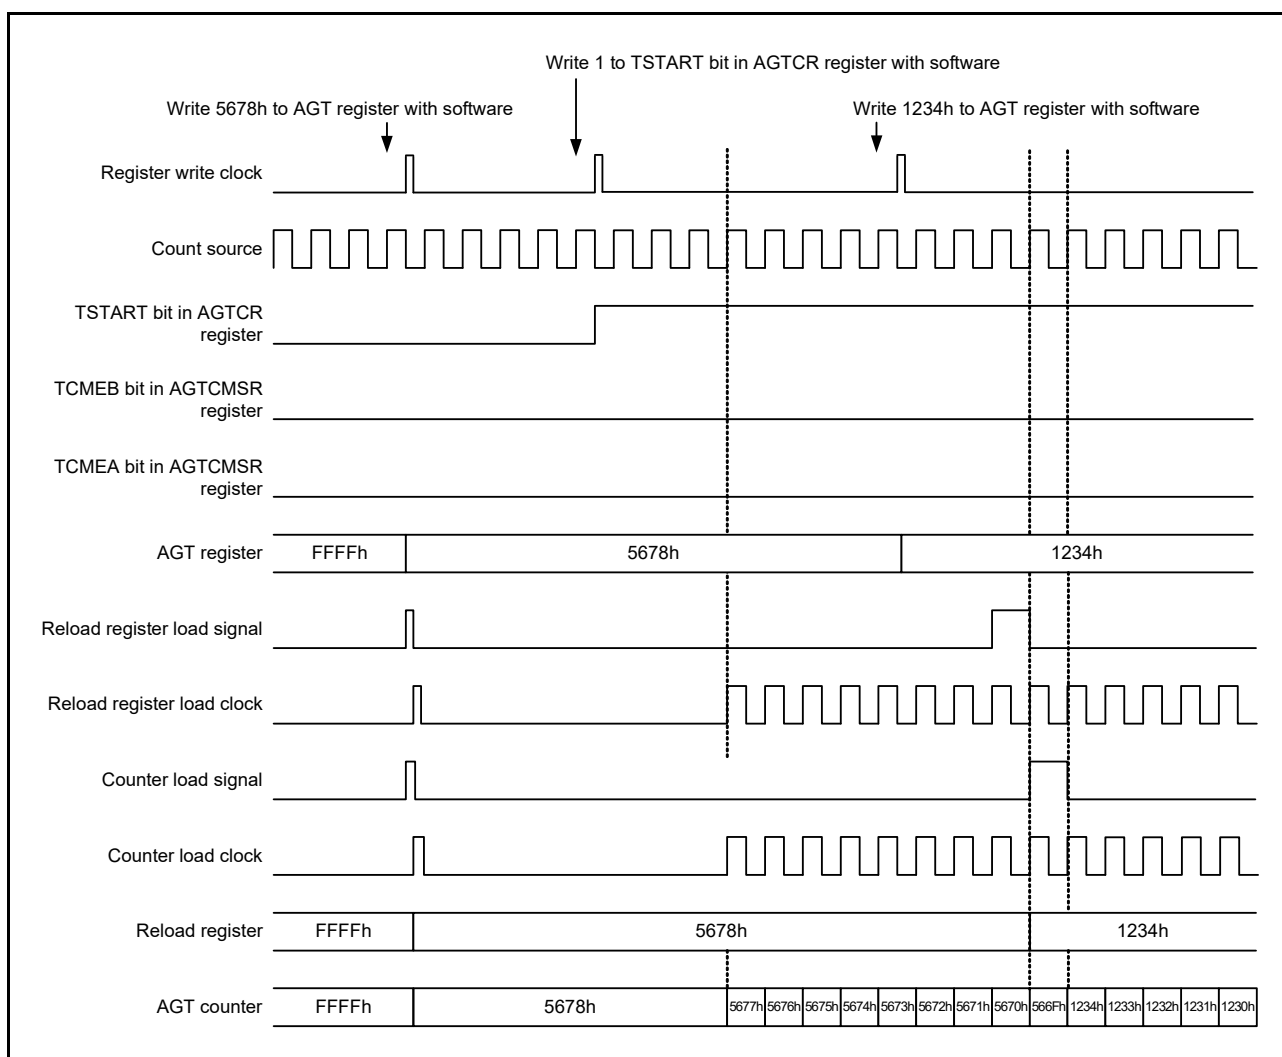 Write 1 to TSTART bit in AGTCR register with software
Write 5678h to AGT register with software
Write 1234h to AGT register with software
Register write clock
Count source
TSTART bit in AGTCR
register
TCMEB bit in AGTCMSR
register
TCMEA bit in AGTCMSR
register
AGT register
FFFFh
5678h
1234h
Reload register load signal
Reload register load clock
Counter load signal
Counter load clock
Reload register
FFFFh
5678h
1234h
AGT counter
FFFFh
5678h
5677h
5676h
5675h
5674h
5673h
5672h
5671h
5670h
566Fh
1234h
1233h
1232h
1231h
1230h